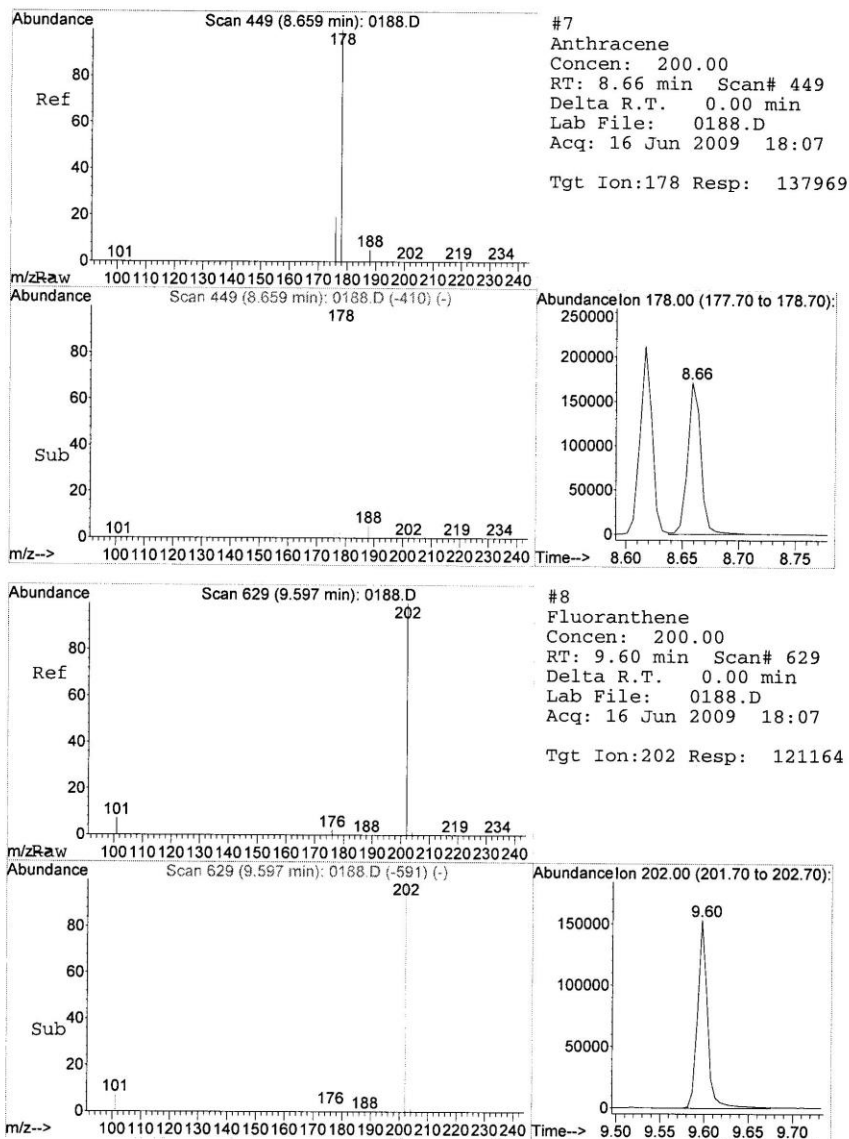 Abundance Scan 449 (8.659 min): 0188.D
178
80
Ref
60
40
20
188
0 101 202 219 234
m/z-->Raw 100 110 120 130 140 150 160 170 180 190 200 210 220 230 240
#7
Anthracene
Concen: 200.00
RT: 8.66 min Scan# 449
Delta R.T. 0.00 min
Lab File: 0188.D
Acq: 16 Jun 2009 18:07
Tgt Ion:178 Resp: 137969
Abundance Scan 449 (8.659 min): 0188.D (-410) (-)
178
80
60
40
Sub
20
188
0 101 202 219 234
m/z--> 100 110 120 130 140 150 160 170 180 190 200 210 220 230 240
Abundance Ion 178.00 (177.70 to 178.70):
250000
200000
8.66
150000
100000
50000
0
Time--> 8.60 8.65 8.70 8.75
Abundance Scan 629 (9.597 min): 0188.D
202
80
Ref
60
40
20
101
176 188 219 234
0
m/z-->Raw 100 110 120 130 140 150 160 170 180 190 200 210 220 230 240
#8
Fluoranthene
Concen: 200.00
RT: 9.60 min Scan# 629
Delta R.T. 0.00 min
Lab File: 0188.D
Acq: 16 Jun 2009 18:07
Tgt Ion:202 Resp: 121164
Abundance Scan 629 (9.597 min): 0188.D (-591) (-)
202
80
60
40
Sub
20
101
176 188
0
m/z--> 100 110 120 130 140 150 160 170 180 190 200 210 220 230 240
Abundance Ion 202.00 (201.70 to 202.70):
9.60
150000
100000
50000
0
Time--> 9.50 9.55 9.60 9.65 9.70